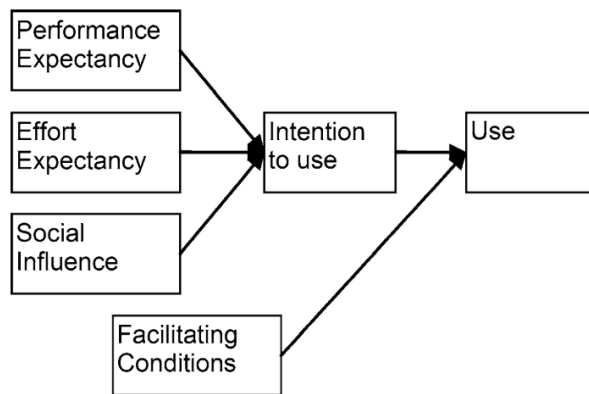 Performance
Expectancy
Effort
Expectancy
Social
Influence
Intention
to use
Use
Facilitating
Conditions